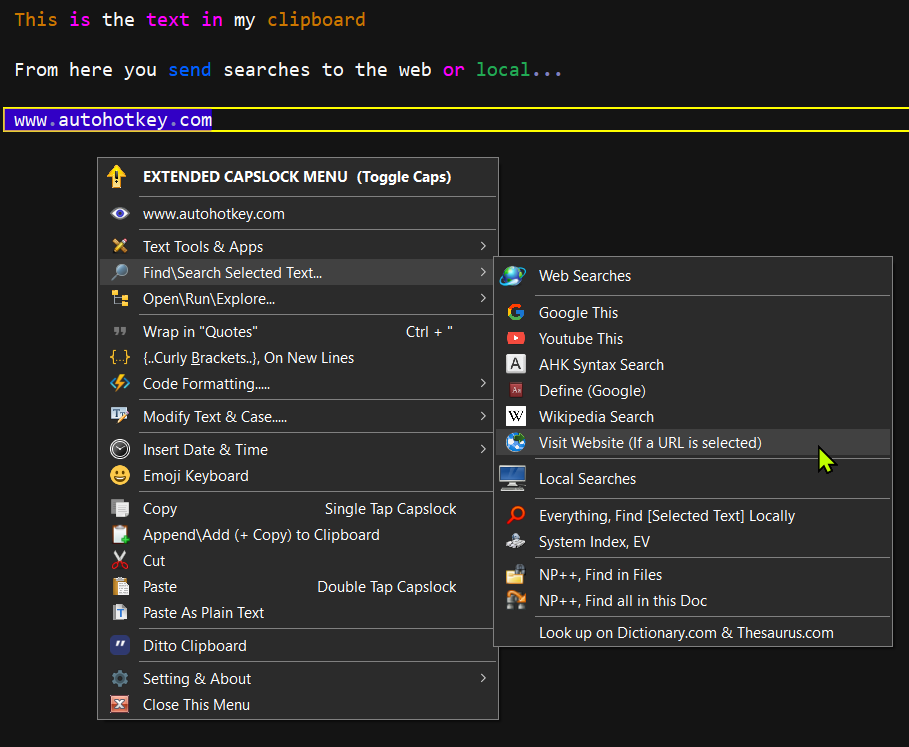 This is the text in my clipboard
From here you send searches to the web or local...
www.autohotkey.com
EXTENDED CAPSLOCK MENU (Toggle Caps)
www.autohotkey.com
Text Tools & Apps
Find\Search Selected Text...
Open\Run\Explore...
Wrap in "Quotes" Ctrl + "
{..Curly Brackets..}, On New Lines
Code Formatting.....
Modify Text & Case.....
Insert Date & Time
Emoji Keyboard
Copy Single Tap Capslock
Append\Add (+ Copy) to Clipboard
Cut
Paste Double Tap Capslock
Paste As Plain Text
Ditto Clipboard
Setting & About
Close This Menu
Web Searches
Google This
Youtube This
AHK Syntax Search
Define (Google)
Wikipedia Search
Visit Website (If a URL is selected)
Local Searches
Everything, Find [Selected Text] Locally
System Index, EV
NP++, Find in Files
NP++, Find all in this Doc
Look up on Dictionary.com & Thesaurus.com